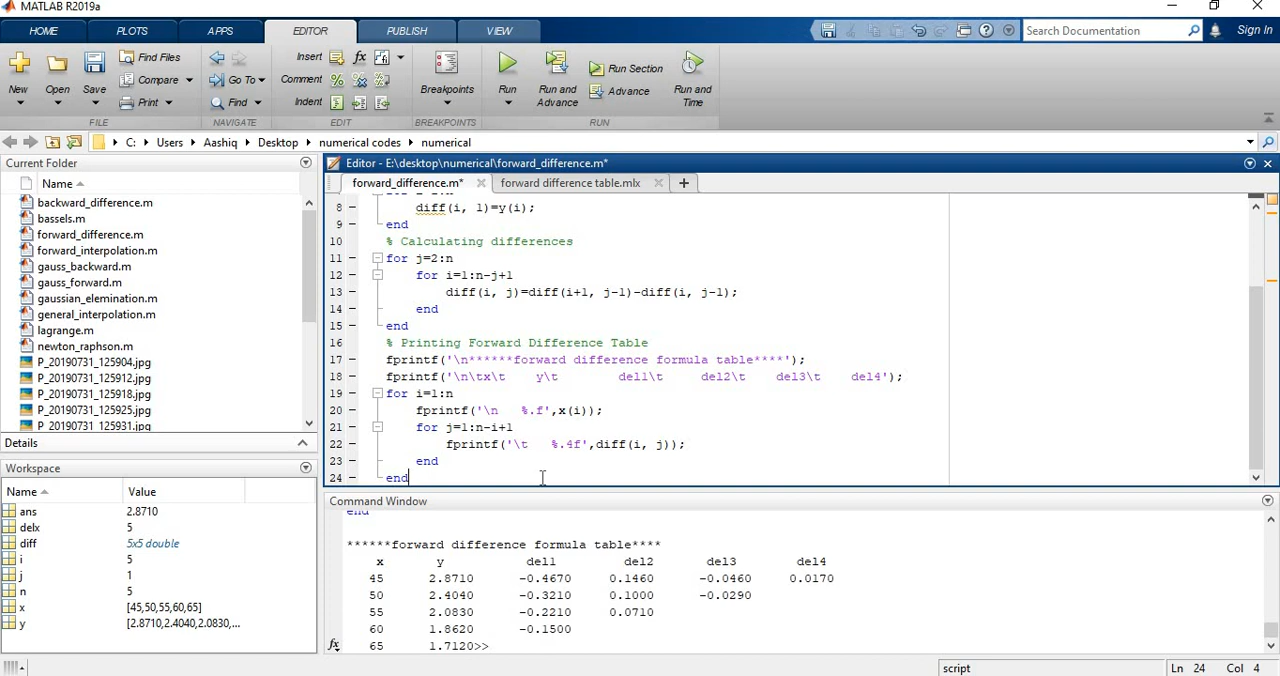 MATLAB R2019a
HOME PLOTS APPS EDITOR PUBLISH VIEW Search Documentation Sign In
New Open Save Find Files Compare Print Go To Find Insert fx Comment Indent Breakpoints Run Run and Advance Run Section Advance Run and Time
FILE NAVIGATE EDIT BREAKPOINTS RUN
C: Users Aashiq Desktop numerical codes numerical
Current Folder
Name
backward_difference.m
bassels.m
forward_difference.m
forward_interpolation.m
gauss_backward.m
gauss_forward.m
gaussian_elemination.m
general_interpolation.m
lagrange.m
newton_raphson.m
P_20190731_125904.jpg
P_20190731_125912.jpg
P_20190731_125918.jpg
P_20190731_125925.jpg
P_20190731_125931.jpg
Details
Workspace
Name Value
ans 2.8710
delx 5
diff 5x5 double
i 5
j 1
n 5
x [45,50,55,60,65]
y [2.8710,2.4040,2.0830,...
Editor - E:\desktop\numerical\forward_difference.m*
forward_difference.m* forward difference table.mlx
8 diff(i, 1)=y(i);
9 end
10 % Calculating differences
11 for j=2:n
12 for i=1:n-j+1
13 diff(i, j)=diff(i+1, j-1)-diff(i, j-1);
14 end
15 end
16 % Printing Forward Difference Table
17 fprintf('\n******forward difference formula table****');
18 fprintf('\n\tx\t    y\t        del1\t     del2\t    del3\t    del4');
19 for i=1:n
20 fprintf('\n   %.f',x(i));
21 for j=1:n-i+1
22 fprintf('\t   %.4f',diff(i, j));
23 end
24 end
Command Window
end
******forward difference formula table****
x y del1 del2 del3 del4
45 2.8710 -0.4670 0.1460 -0.0460 0.0170
50 2.4040 -0.3210 0.1000 -0.0290
55 2.0830 -0.2210 0.0710
60 1.8620 -0.1500
fx 65 1.7120>>
script Ln 24 Col 4